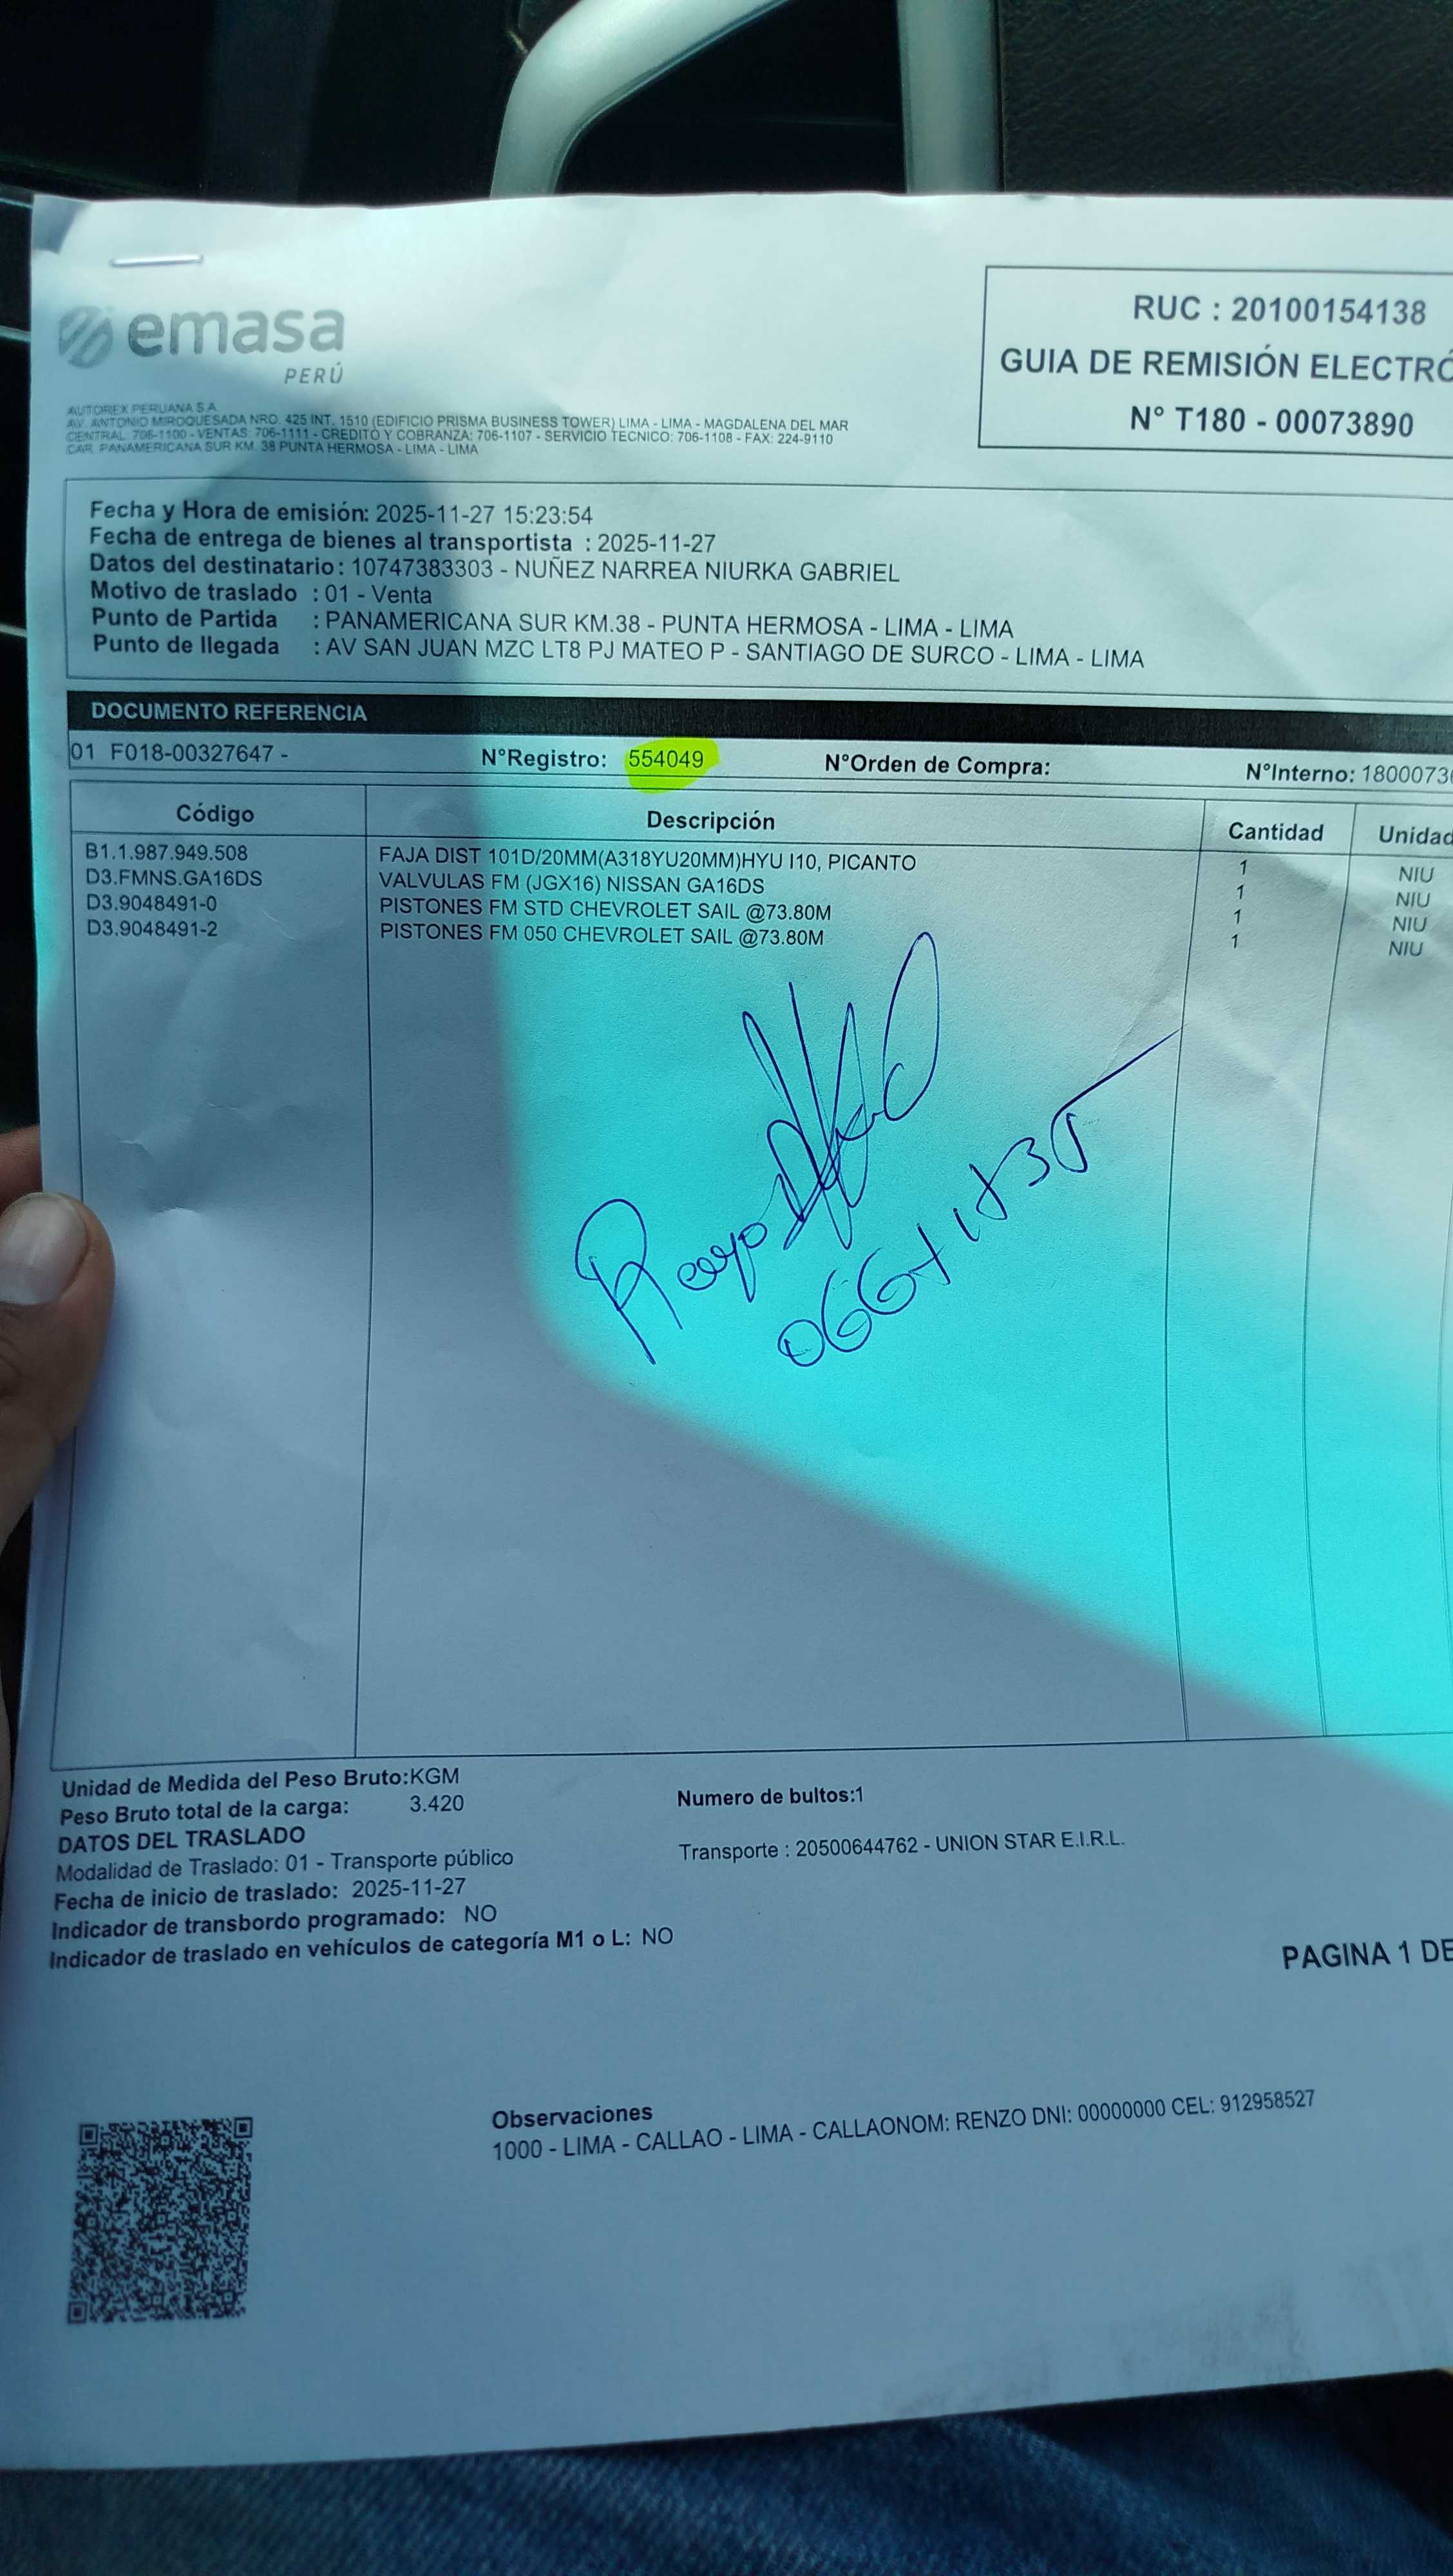 emasa
PERÚ
RUC : 20100154138
GUIA DE REMISIÓN ELECTRÓ
N° T180 - 00073890
AUTOREX PERUANA S.A.
AV. ANTONIO MIROQUESADA NRO. 425 INT. 1510 (EDIFICIO PRISMA BUSINESS TOWER) LIMA - LIMA - MAGDALENA DEL MAR
CENTRAL: 706-1100 - VENTAS: 706-1111 - CREDITO Y COBRANZA: 706-1107 - SERVICIO TECNICO: 706-1108 - FAX: 224-9110
CAR. PANAMERICANA SUR KM. 38 PUNTA HERMOSA - LIMA - LIMA
Fecha y Hora de emisión: 2025-11-27 15:23:54
Fecha de entrega de bienes al transportista : 2025-11-27
Datos del destinatario : 10747383303 - NUÑEZ NARREA NIURKA GABRIEL
Motivo de traslado : 01 - Venta
Punto de Partida : PANAMERICANA SUR KM.38 - PUNTA HERMOSA - LIMA - LIMA
Punto de llegada : AV SAN JUAN MZC LT8 PJ MATEO P - SANTIAGO DE SURCO - LIMA - LIMA
DOCUMENTO REFERENCIA
01 F018-00327647 - N°Registro: 554049 N°Orden de Compra: N°Interno: 1800073
Código Descripción Cantidad Unidad
B1.1.987.949.508 FAJA DIST 101D/20MM(A318YU20MM)HYU I10, PICANTO 1 NIU
D3.FMNS.GA16DS VALVULAS FM (JGX16) NISSAN GA16DS 1 NIU
D3.9048491-0 PISTONES FM STD CHEVROLET SAIL @73.80M 1 NIU
D3.9048491-2 PISTONES FM 050 CHEVROLET SAIL @73.80M 1 NIU
Unidad de Medida del Peso Bruto:KGM
Peso Bruto total de la carga: 3.420 Numero de bultos:1
DATOS DEL TRASLADO
Modalidad de Traslado: 01 - Transporte público Transporte : 20500644762 - UNION STAR E.I.R.L.
Fecha de inicio de traslado: 2025-11-27
Indicador de transbordo programado: NO
Indicador de traslado en vehículos de categoría M1 o L: NO
PAGINA 1 DE
Observaciones
1000 - LIMA - CALLAO - LIMA - CALLAONOM: RENZO DNI: 00000000 CEL: 912958527